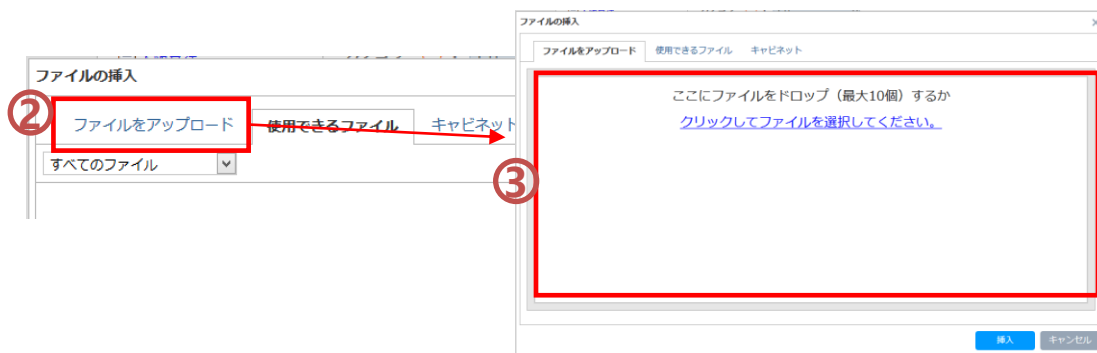 ファイルの挿入
②
ファイルをアップロード
使用できるファイル
キャビネット
すべてのファイル
ファイルの挿入
×
ファイルをアップロード
使用できるファイル
キャビネット
③
ここにファイルをドロップ（最大10個）するか
クリックしてファイルを選択してください。
挿入
キャンセル